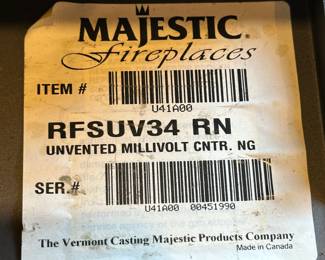 MAJESTIC®
Fireplaces
ITEM #
U41A00
RFSUV34 RN
UNVENTED MILLIVOLT CNTR. NG
SER.#
U41A00 00451990
The Vermont Casting Majestic Products Company
Made in Canada